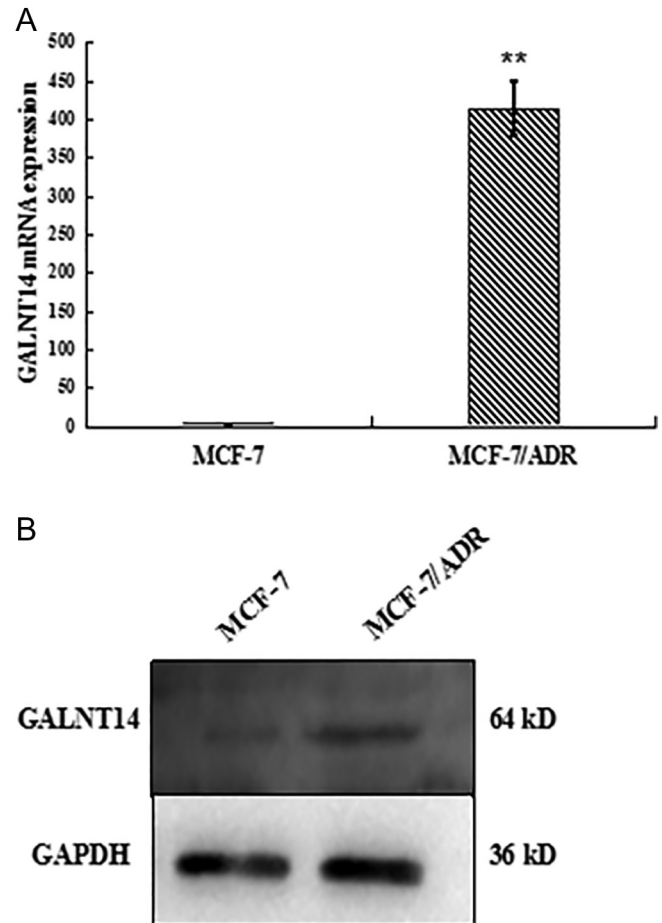 A
GALNT14 mRNA expression
500
450
400
350
300
250
200
150
100
50
0
**
MCF-7
MCF-7/ADR
B
MCF-7
MCF-7/ADR
GALNT14
64 kD
GAPDH
36 kD